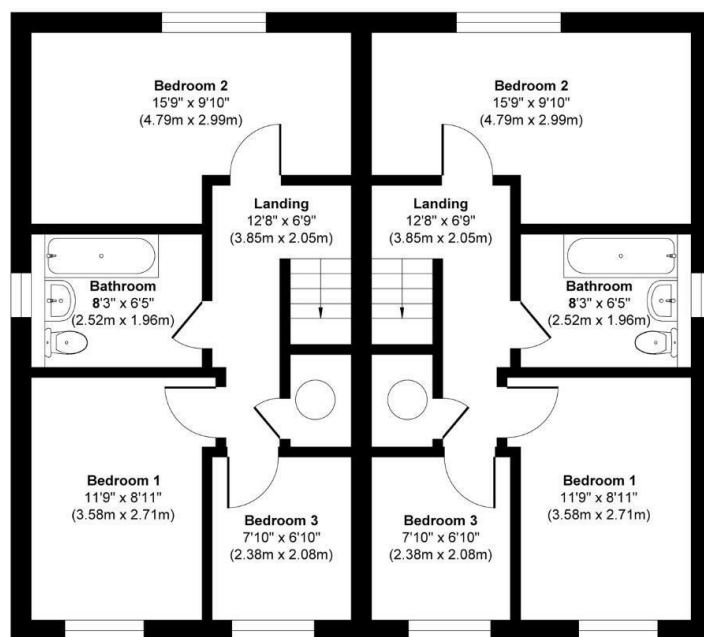 Bedroom 2
15'9" x 9'10"
(4.79m x 2.99m)
Bedroom 2
15'9" x 9'10"
(4.79m x 2.99m)
Landing
12'8" x 6'9"
(3.85m x 2.05m)
Landing
12'8" x 6'9"
(3.85m x 2.05m)
Bathroom
8'3" x 6'5"
(2.52m x 1.96m)
Bathroom
8'3" x 6'5"
(2.52m x 1.96m)
Bedroom 1
11'9" x 8'11"
(3.58m x 2.71m)
Bedroom 3
7'10" x 6'10"
(2.38m x 2.08m)
Bedroom 3
7'10" x 6'10"
(2.38m x 2.08m)
Bedroom 1
11'9" x 8'11"
(3.58m x 2.71m)